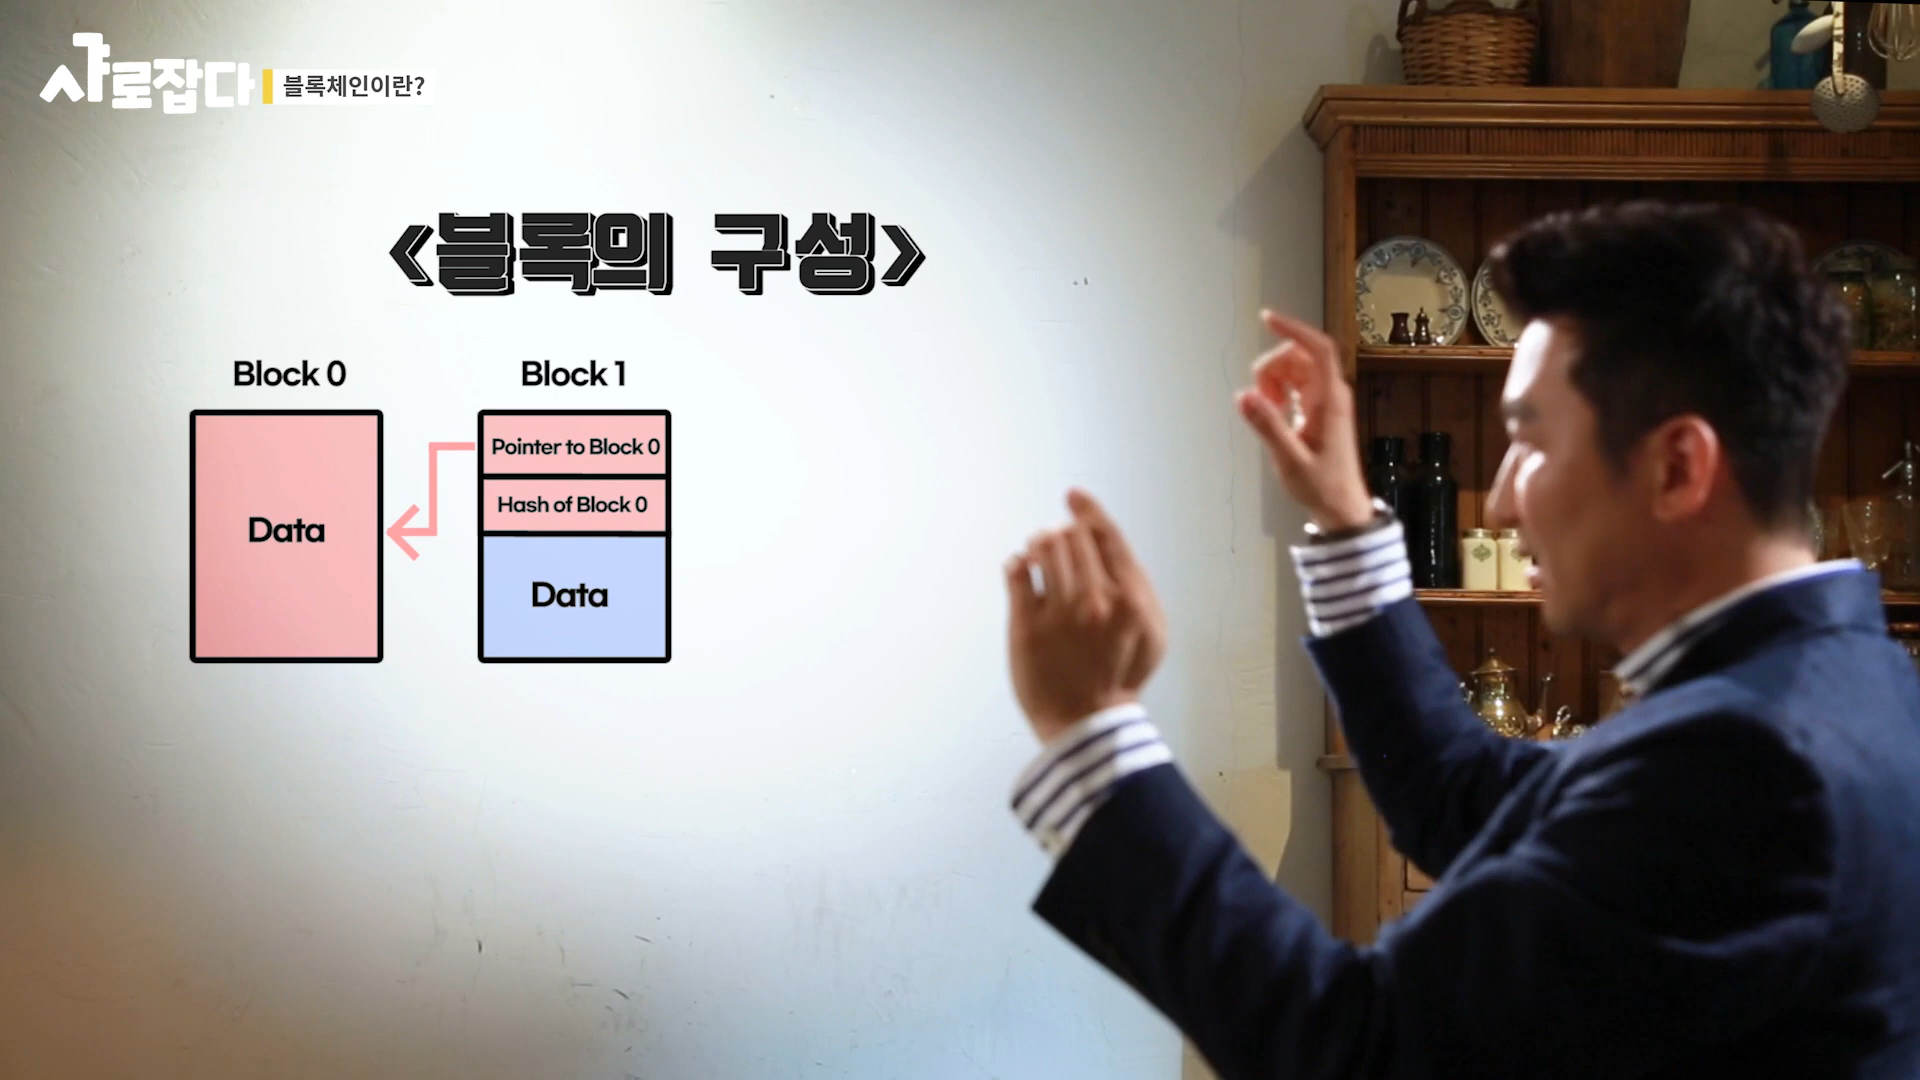 샤로잡다
블록체인이란?
<블록의 구성>
Block 0
Block 1
Data
Pointer to Block 0
Hash of Block 0
Data